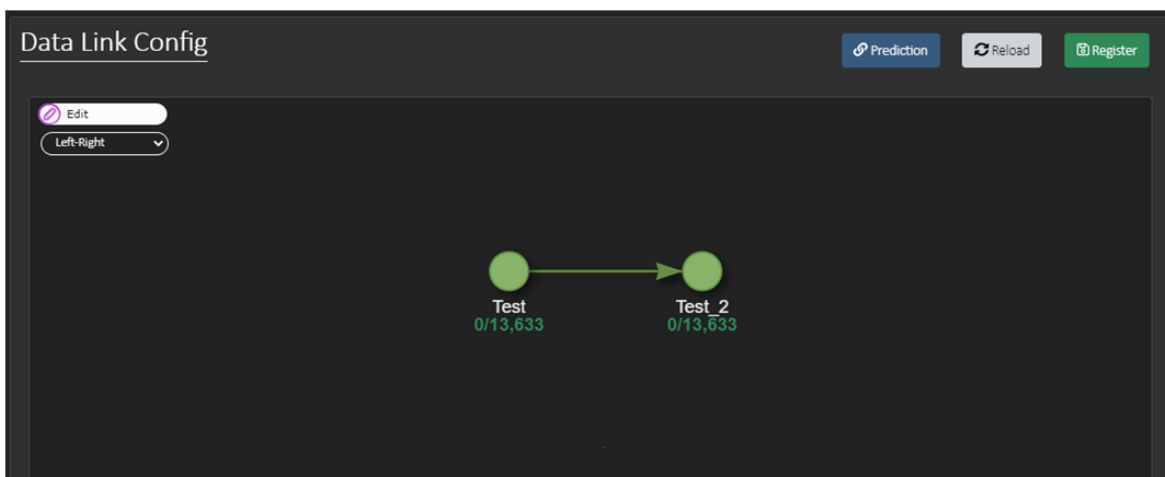 Data Link Config
Prediction
Reload
Register
Edit
Left-Right
Test
0/13,633
Test_2
0/13,633